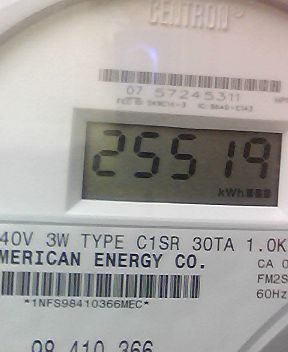 CENTRON®
07 57245311
25519
kWh
40V 3W TYPE C1SR 30TA 1.0K
MERICAN ENERGY CO.
CA 0
FM2S
*1NFS98410366MEC*
60Hz
98 410 366